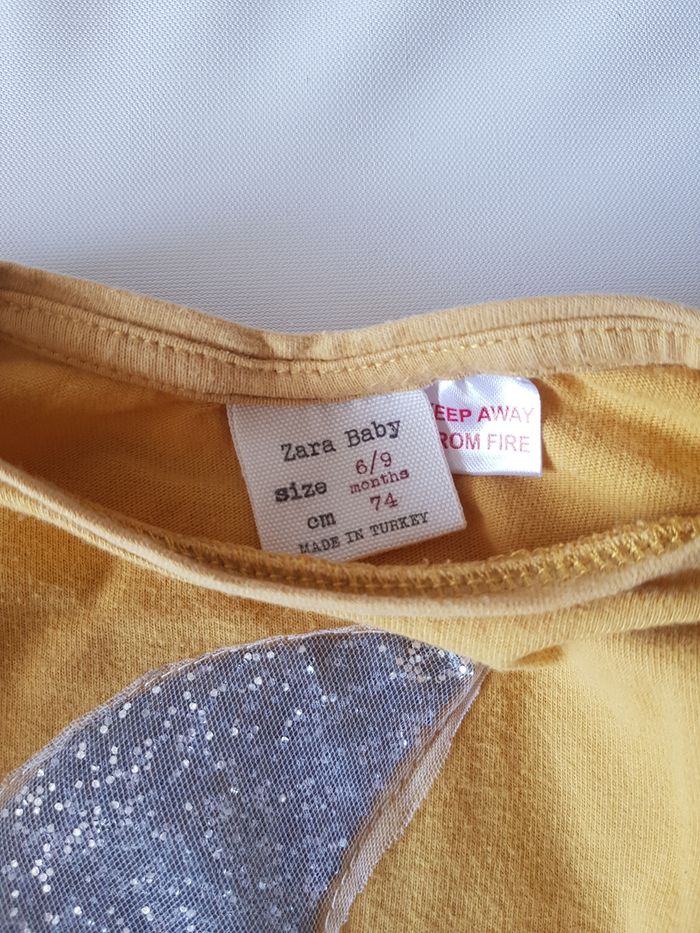 Zara Baby
size 6/9
months
cm 74
MADE IN TURKEY
EEP AWAY
ROM FIRE